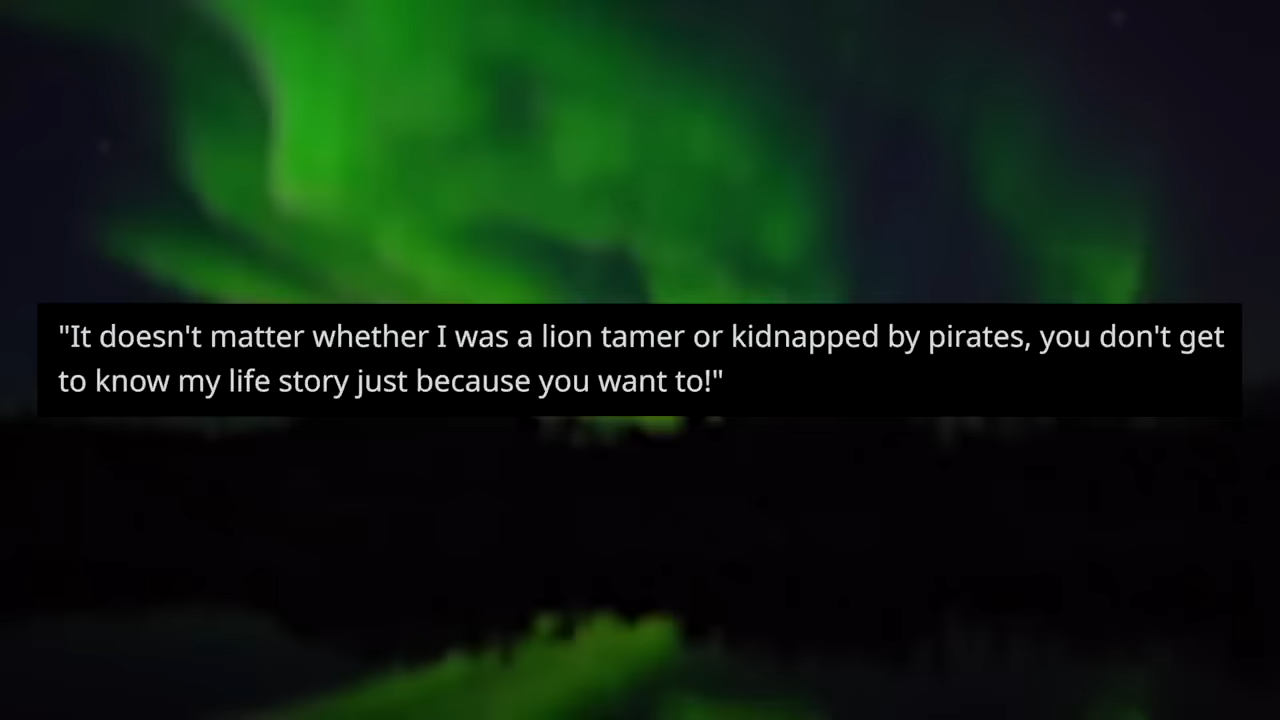 "It doesn't matter whether I was a lion tamer or kidnapped by pirates, you don't get
to know my life story just because you want to!"